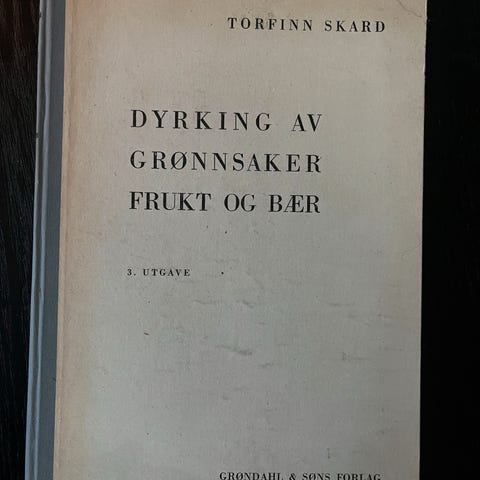 TORFINN SKARD
DYRKING AV
GRØNNSAKER
FRUKT OG BÆR
3. UTGAVE
GRØNDAHL & SØNS FORLAG